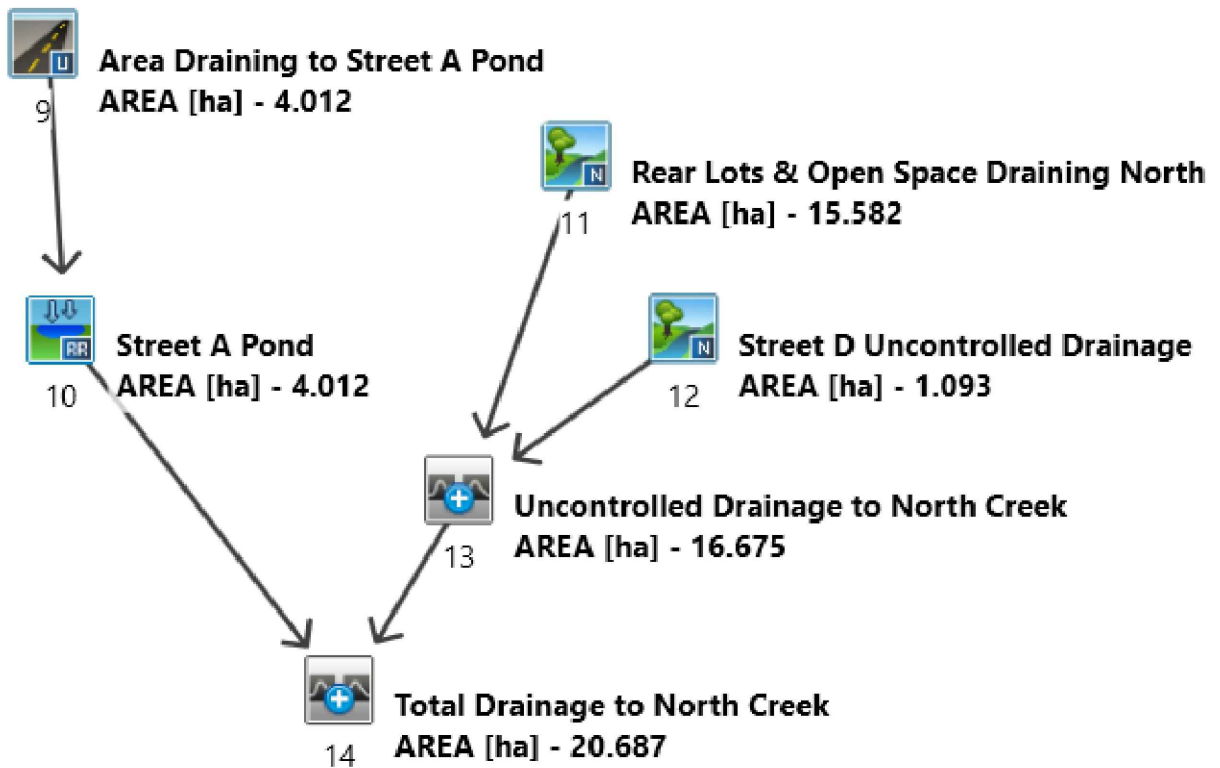 U
Area Draining to Street A Pond
AREA [ha] - 4.012
9
N
Rear Lots & Open Space Draining North
AREA [ha] - 15.582
11
RR
Street A Pond
AREA [ha] - 4.012
10
N
Street D Uncontrolled Drainage
AREA [ha] - 1.093
12
Uncontrolled Drainage to North Creek
AREA [ha] - 16.675
13
Total Drainage to North Creek
AREA [ha] - 20.687
14